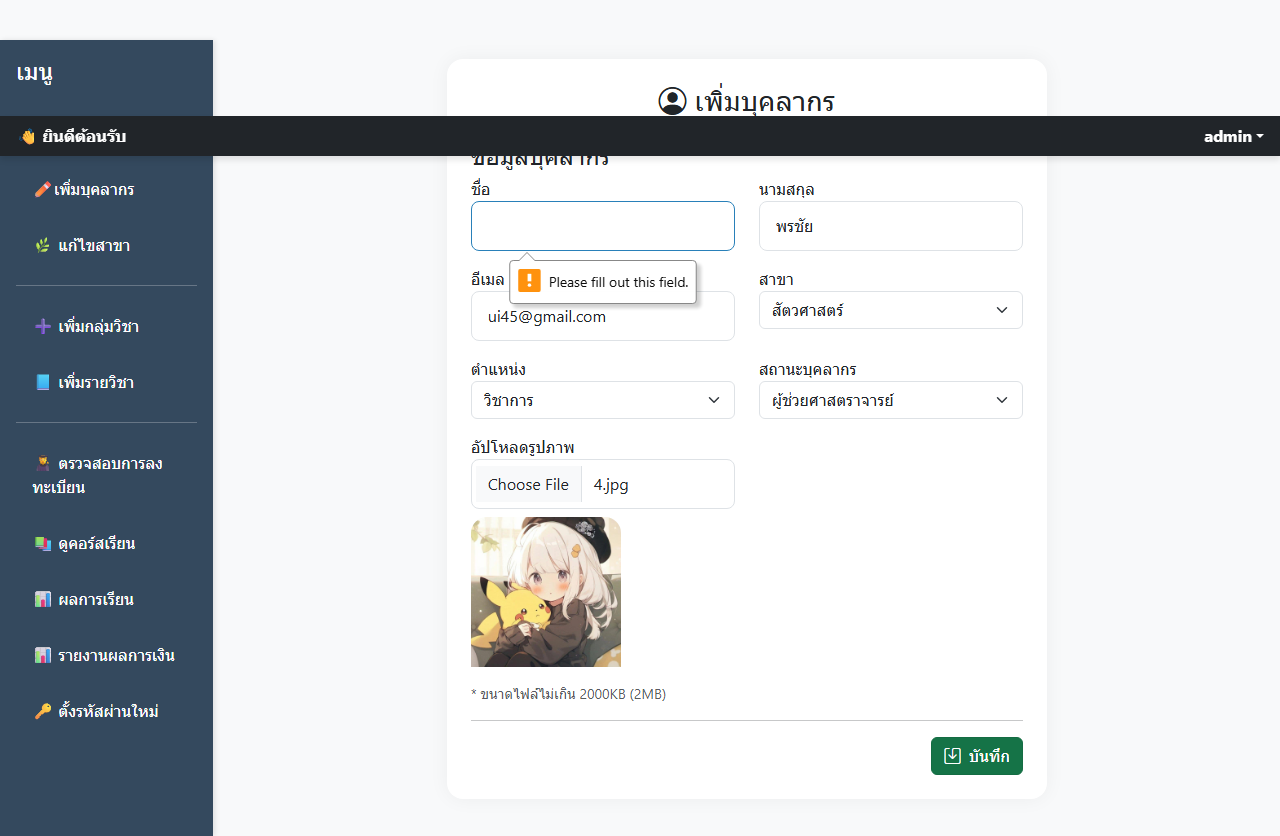 เมนู
เพิ่มบุคลากร
👋 ยินดีต้อนรับ
admin
ข้อมูลบุคลากร
เพิ่มบุคลากร
แก้ไขสาขา
เพิ่มกลุ่มวิชา
เพิ่มรายวิชา
ตรวจสอบการลง
ทะเบียน
ดูคอร์สเรียน
ผลการเรียน
รายงานผลการเงิน
ตั้งรหัสผ่านใหม่
ชื่อ
นามสกุล
พรชัย
Please fill out this field.
อีเมล
ui45@gmail.com
สาขา
สัตวศาสตร์
ตำแหน่ง
วิชาการ
สถานะบุคลากร
ผู้ช่วยศาสตราจารย์
อัปโหลดรูปภาพ
Choose File 4.jpg
* ขนาดไฟล์ไม่เกิน 2000KB (2MB)
บันทึก